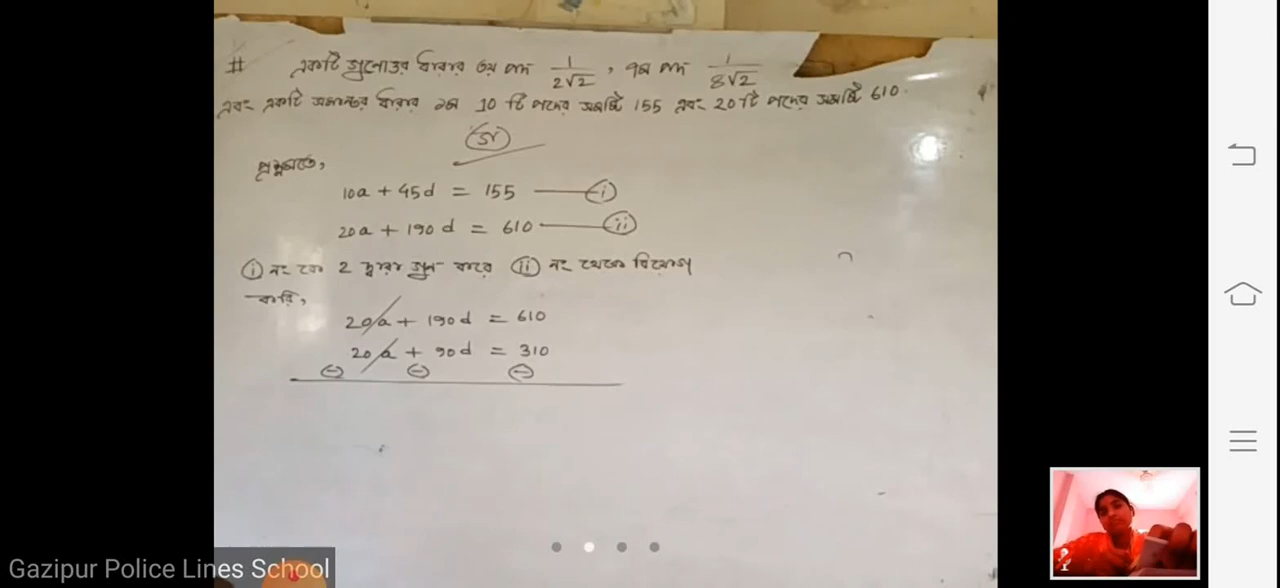 # একটি গুণোত্তর ধারার ৩য় পদ 1/2√2, ৭ম পদ 1/8√2
এবং একটি সমান্তর ধারার ১ম 10 টি পদের সমষ্টি 155 এবং 20 টি পদের সমষ্টি 610.
প্রশ্নমতে,
10a + 45d = 155 — (i)
20a + 190d = 610 — (ii)
(i) নং কে 2 দ্বারা গুন করে (ii) নং থেকে বিয়োগ
করি,
20a + 190d = 610
20a + 90d = 310
(−) (−) (−)
Gazipur Police Lines School